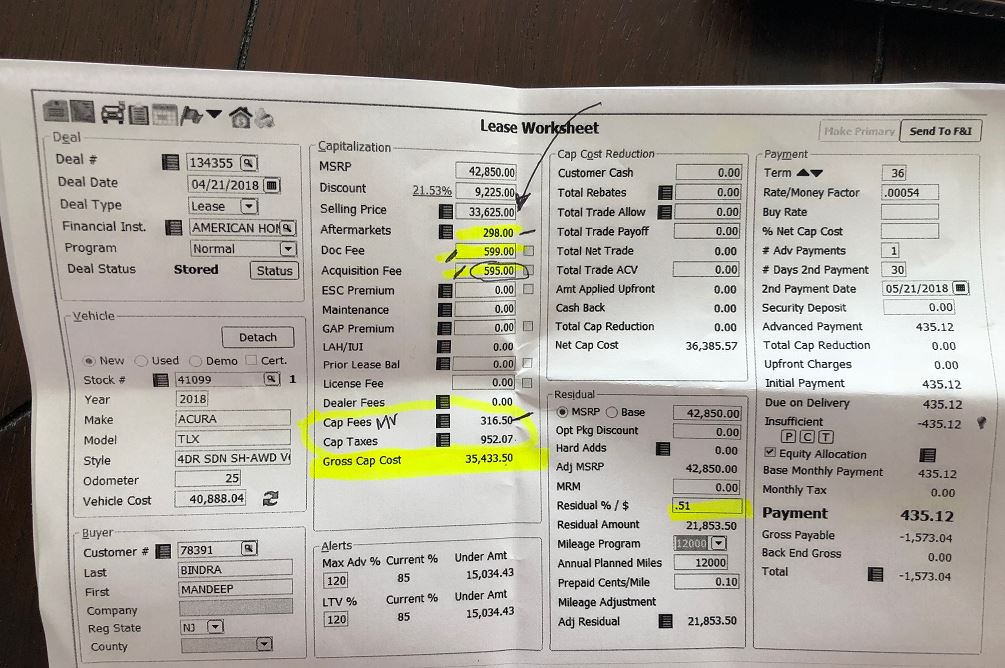 Lease Worksheet
Make Primary
Send To F&I
Deal
Deal # 134355
Deal Date 04/21/2018
Deal Type Lease
Financial Inst. AMERICAN HON
Program Normal
Deal Status Stored Status
Vehicle
Detach
New Used Demo Cert.
Stock # 41099 1
Year 2018
Make ACURA
Model TLX
Style 4DR SDN SH-AWD V
Odometer 25
Vehicle Cost 40,888.04
Buyer
Customer # 78391
Last BINDRA
First MANDEEP
Company
Reg State NJ
County
Capitalization
MSRP 42,850.00
Discount 21.53% 9,225.00
Selling Price 33,625.00
Aftermarkets 298.00
Doc Fee 599.00
Acquisition Fee 595.00
ESC Premium 0.00
Maintenance 0.00
GAP Premium 0.00
LAH/IUI 0.00
Prior Lease Bal 0.00
License Fee 0.00
Dealer Fees 0.00
Cap Fees MV 316.50
Cap Taxes 952.07
Gross Cap Cost 35,433.50
Alerts
Max Adv % Current % Under Amt
120 85 15,034.43
LTV % Current % Under Amt
120 85 15,034.43
Cap Cost Reduction
Customer Cash 0.00
Total Rebates 0.00
Total Trade Allow 0.00
Total Trade Payoff 0.00
Total Net Trade 0.00
Total Trade ACV 0.00
Amt Applied Upfront 0.00
Cash Back 0.00
Total Cap Reduction 0.00
Net Cap Cost 36,385.57
Residual
MSRP Base 42,850.00
Opt Pkg Discount 0.00
Hard Adds 0.00
Adj MSRP 42,850.00
MRM 0.00
Residual % / $ .51
Residual Amount 21,853.50
Mileage Program 12000
Annual Planned Miles 12000
Prepaid Cents/Mile 0.10
Mileage Adjustment
Adj Residual 21,853.50
Payment
Term 36
Rate/Money Factor .00054
Buy Rate
% Net Cap Cost
# Adv Payments 1
# Days 2nd Payment 30
2nd Payment Date 05/21/2018
Security Deposit 0.00
Advanced Payment 435.12
Total Cap Reduction 0.00
Upfront Charges 0.00
Initial Payment 435.12
Due on Delivery 435.12
Insufficient -435.12
P C T
Equity Allocation
Base Monthly Payment 435.12
Monthly Tax 0.00
Payment 435.12
Gross Payable -1,573.04
Back End Gross 0.00
Total -1,573.04